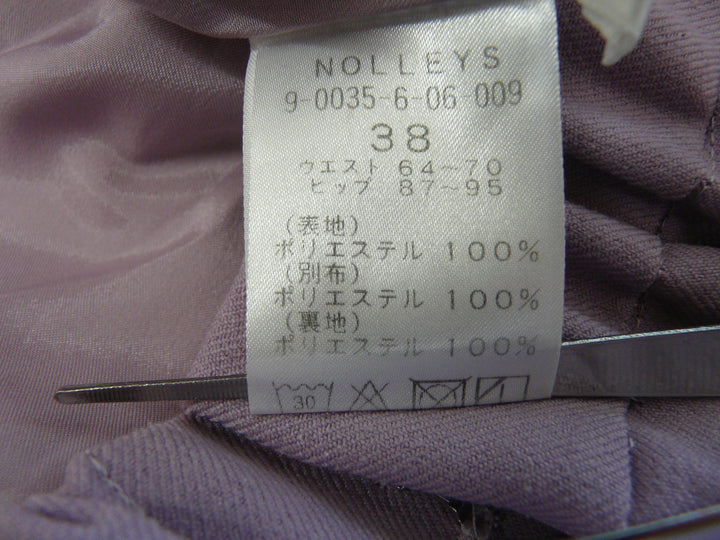 NOLLEYS
9-0035-6-06-009
38
ウエスト 64~70
ヒップ 87~95
(表地)
ポリエステル 100%
(別布)
ポリエステル 100%
(裏地)
ポリエステル 100%
30